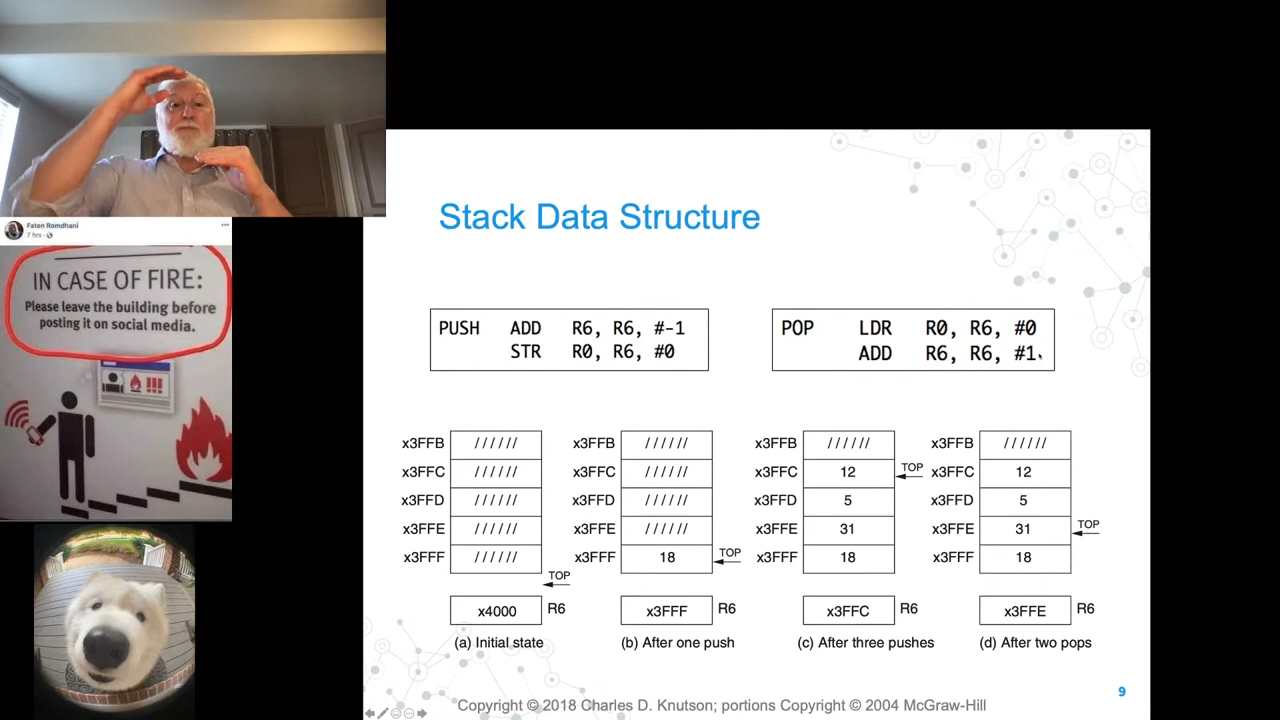 Faten Romdhani
7 hrs
IN CASE OF FIRE:
Please leave the building before
posting it on social media.
Stack Data Structure
PUSH ADD R6, R6, #-1
STR R0, R6, #0
POP LDR R0, R6, #0
ADD R6, R6, #1
x3FFB //////
x3FFC //////
x3FFD //////
x3FFE //////
x3FFF //////
TOP
x4000 R6
(a) Initial state
x3FFB //////
x3FFC //////
x3FFD //////
x3FFE //////
x3FFF 18 TOP
x3FFF R6
(b) After one push
x3FFB //////
x3FFC 12 TOP
x3FFD 5
x3FFE 31
x3FFF 18
x3FFC R6
(c) After three pushes
x3FFB //////
x3FFC 12
x3FFD 5
x3FFE 31 TOP
x3FFF 18
x3FFE R6
(d) After two pops
9
Copyright © 2018 Charles D. Knutson; portions Copyright © 2004 McGraw-Hill